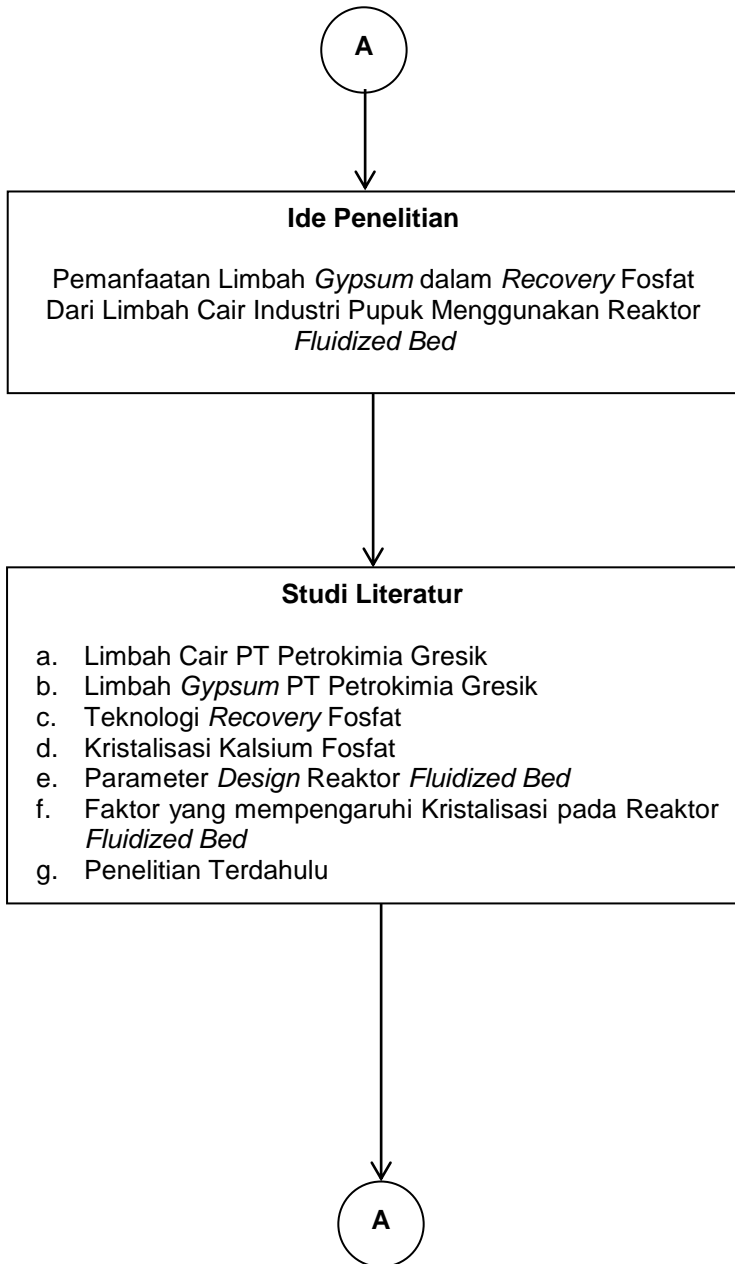 A
Ide Penelitian
Pemanfaatan Limbah Gypsum dalam Recovery Fosfat
Dari Limbah Cair Industri Pupuk Menggunakan Reaktor
Fluidized Bed
Studi Literatur
a. Limbah Cair PT Petrokimia Gresik
b. Limbah Gypsum PT Petrokimia Gresik
c. Teknologi Recovery Fosfat
d. Kristalisasi Kalsium Fosfat
e. Parameter Design Reaktor Fluidized Bed
f. Faktor yang mempengaruhi Kristalisasi pada Reaktor
Fluidized Bed
g. Penelitian Terdahulu
A